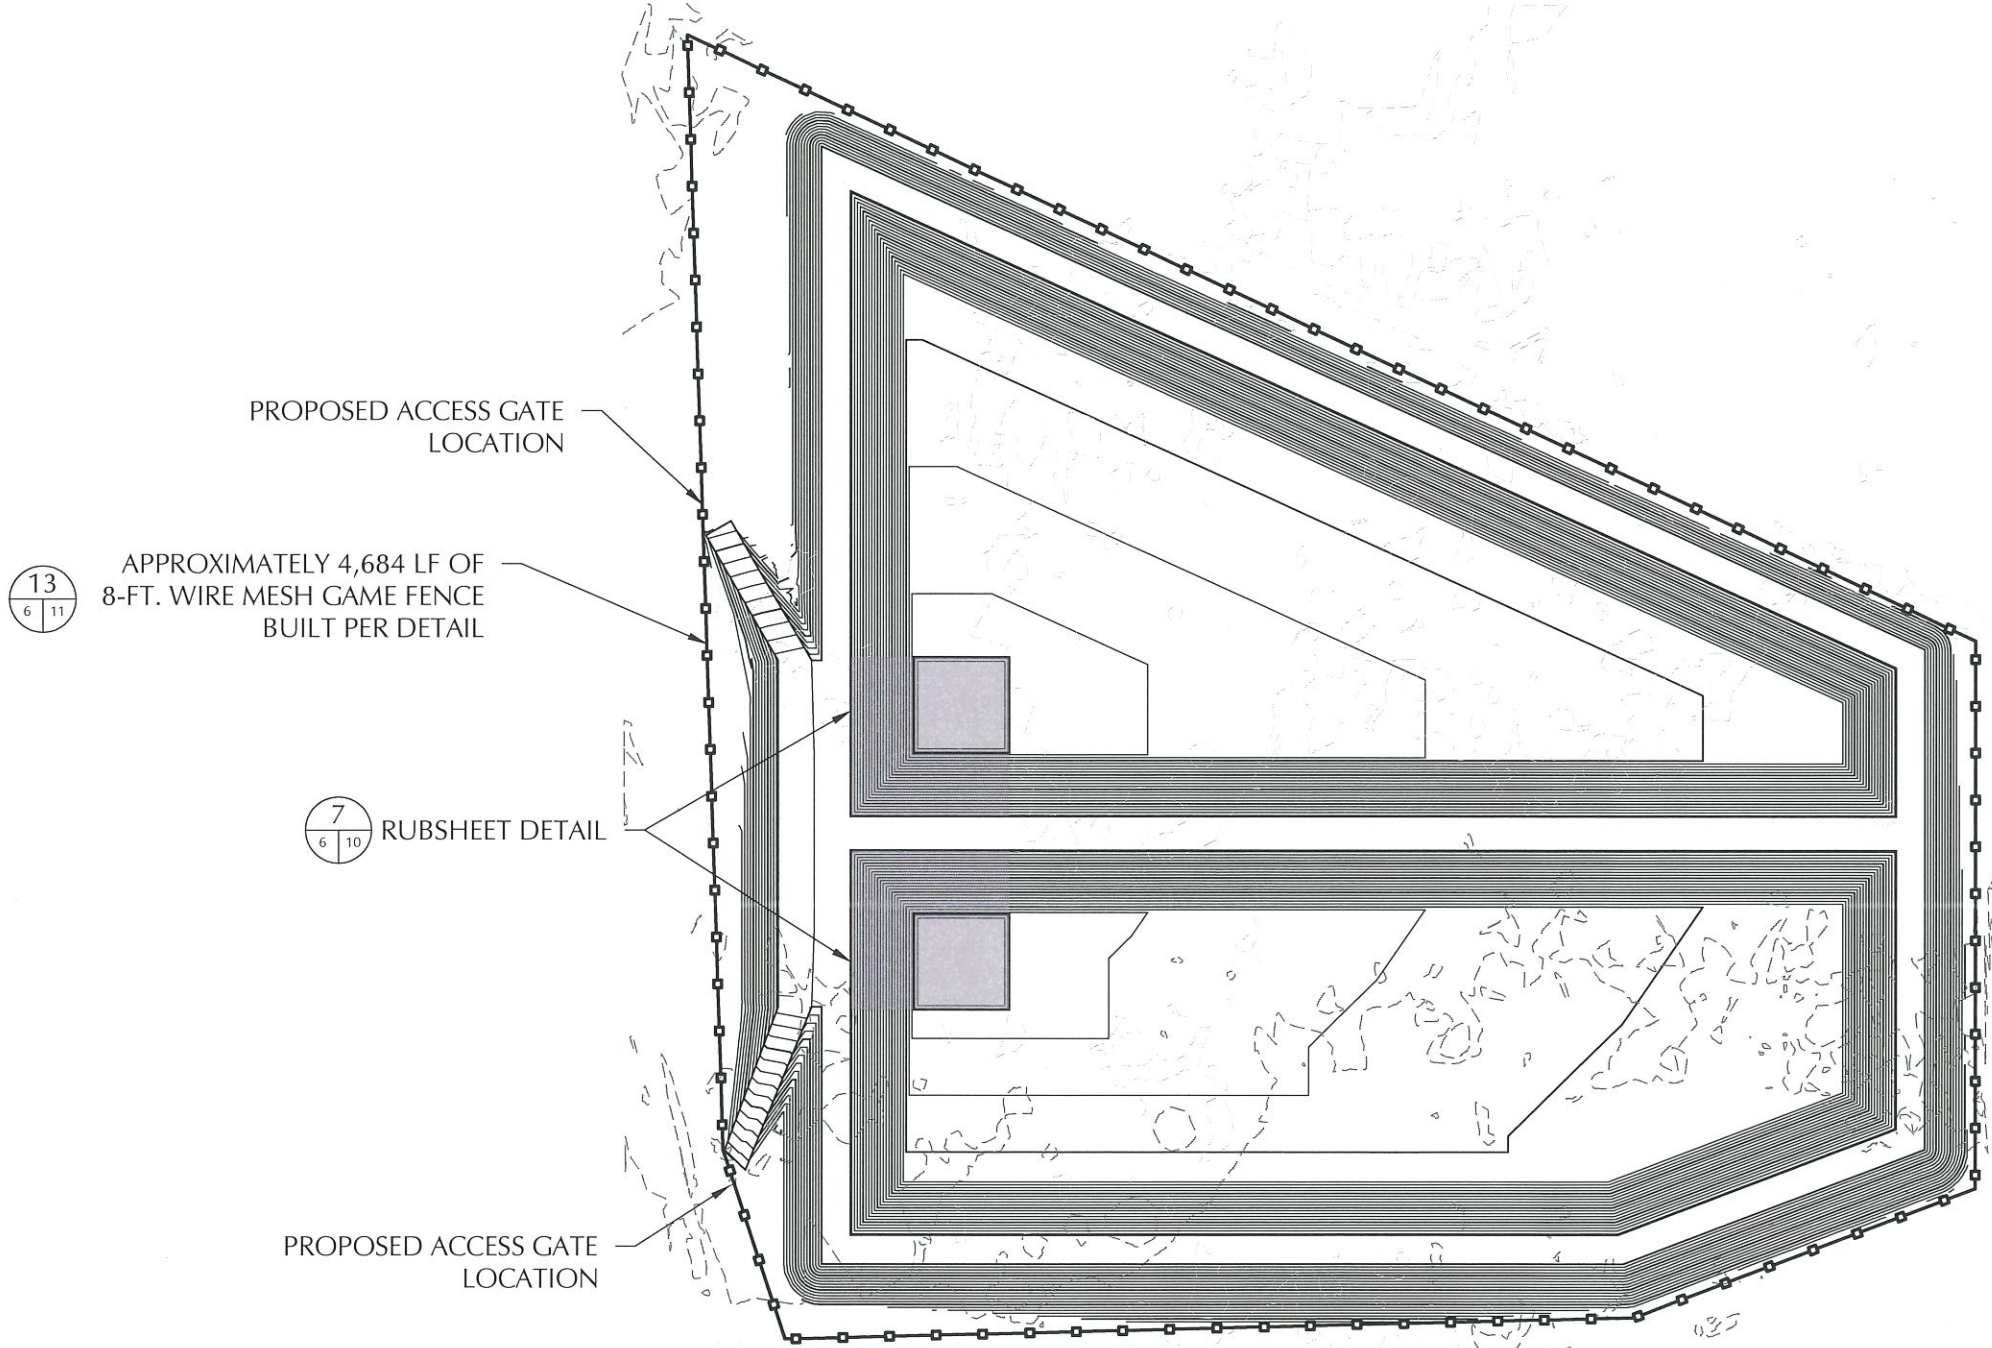 PROPOSED ACCESS GATE
LOCATION
13
6 11
APPROXIMATELY 4,684 LF OF
8-FT. WIRE MESH GAME FENCE
BUILT PER DETAIL
7
6 10
RUBSHEET DETAIL
PROPOSED ACCESS GATE
LOCATION